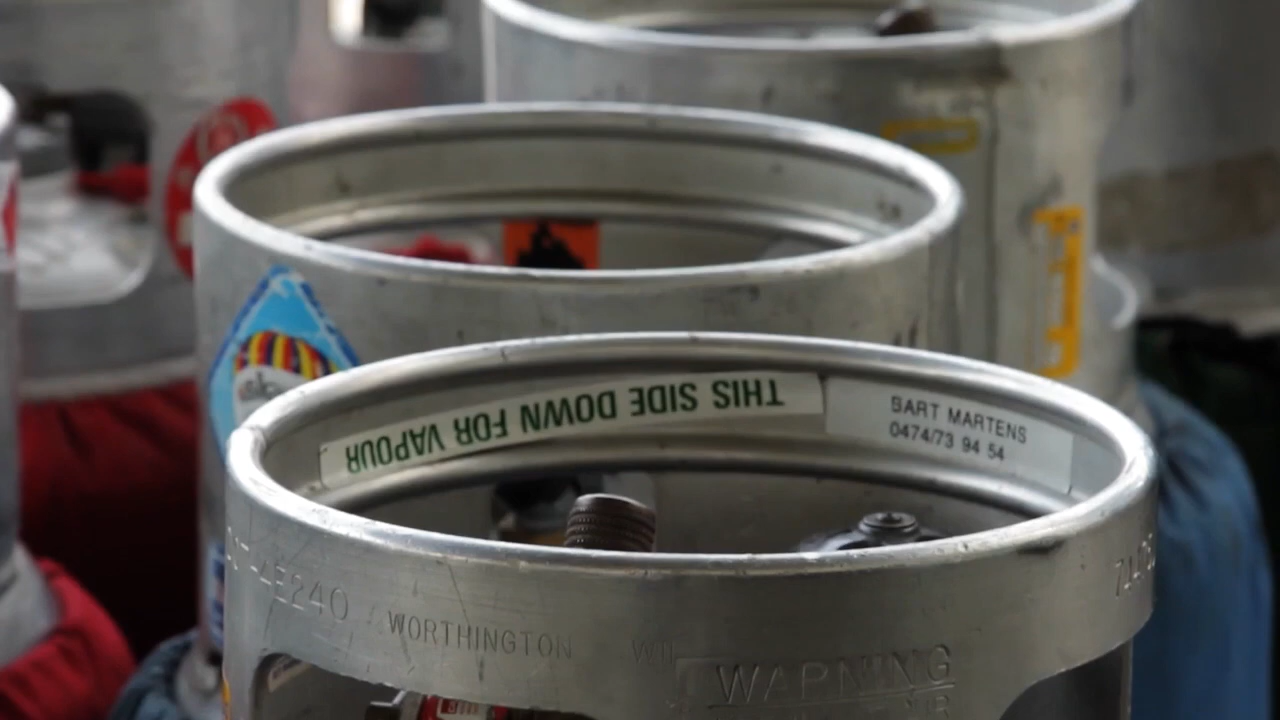 THIS SIDE DOWN FOR VAPOUR
BART MARTENS
0474/73 94 54
4E240
WORTHINGTON
WARNING